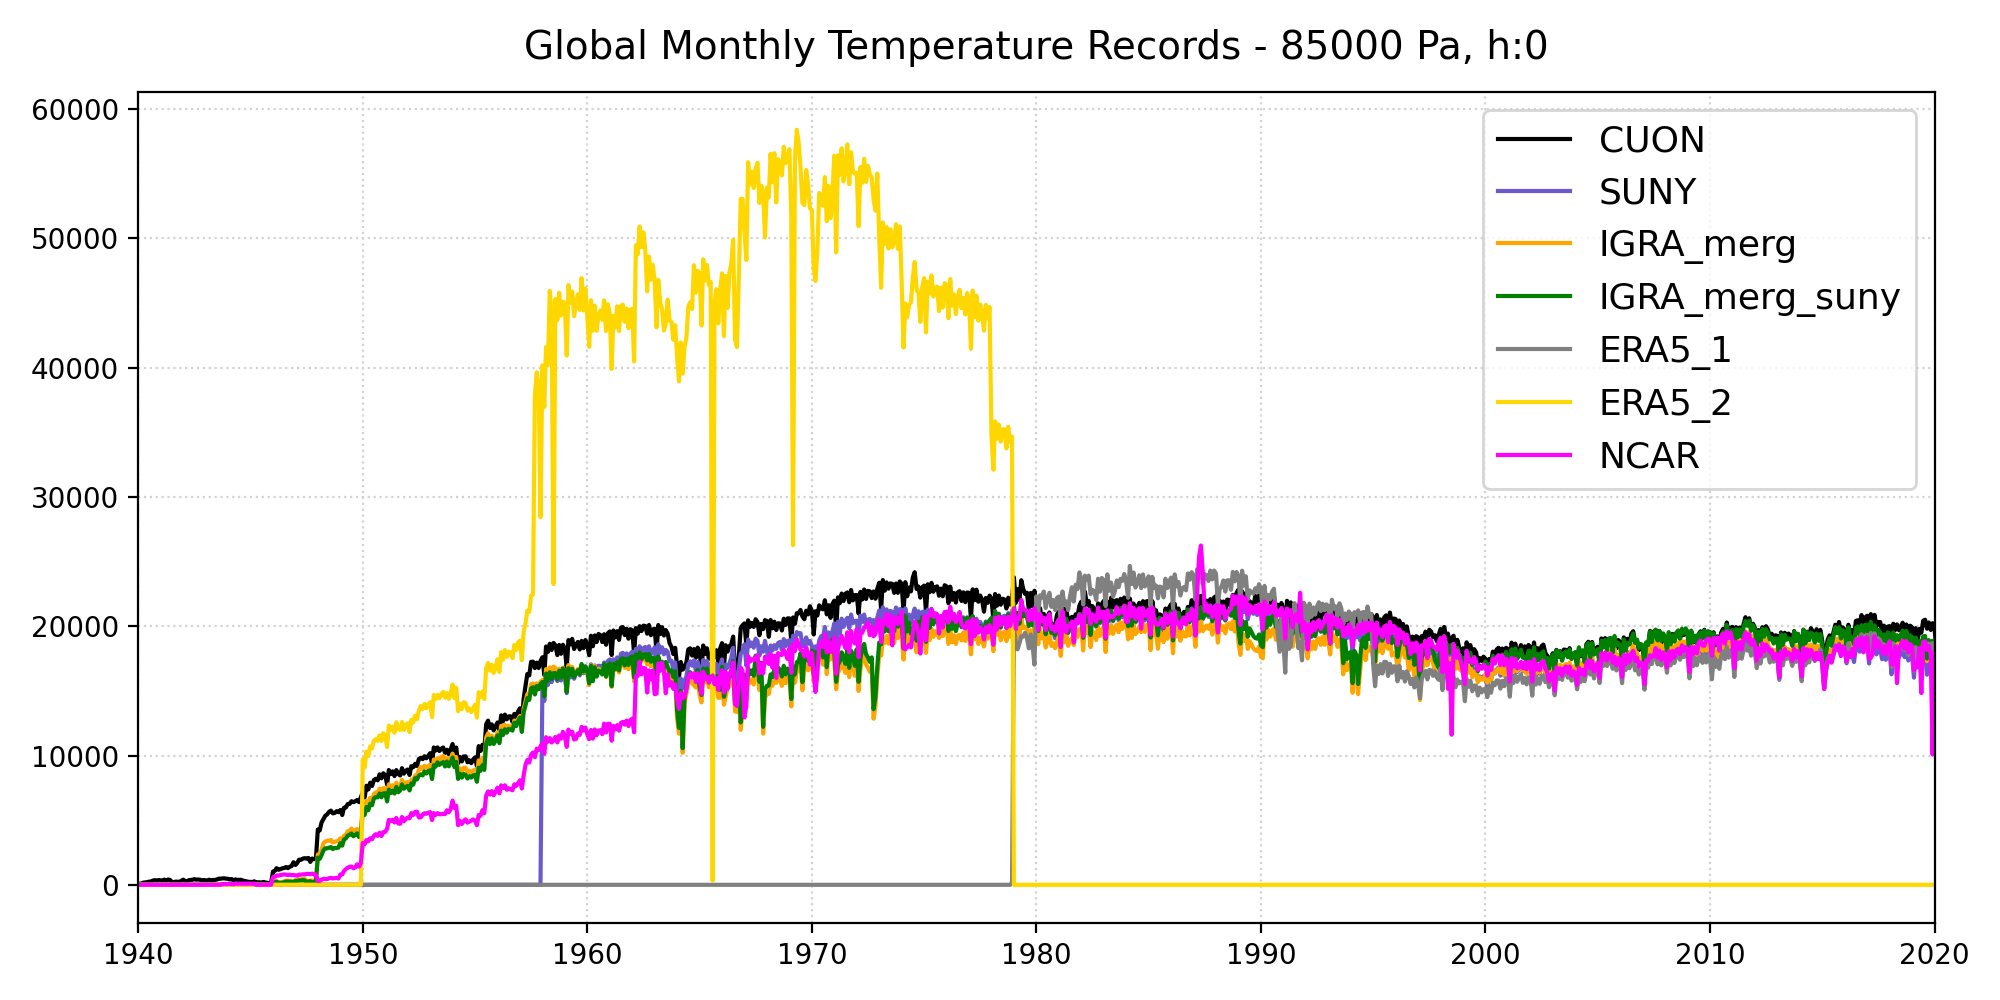 Global Monthly Temperature Records - 85000 Pa, h:0
60000
50000
40000
30000
20000
10000
0
CUON
SUNY
IGRA_merg
IGRA_merg_suny
ERA5_1
ERA5_2
NCAR
1940 1950 1960 1970 1980 1990 2000 2010 2020